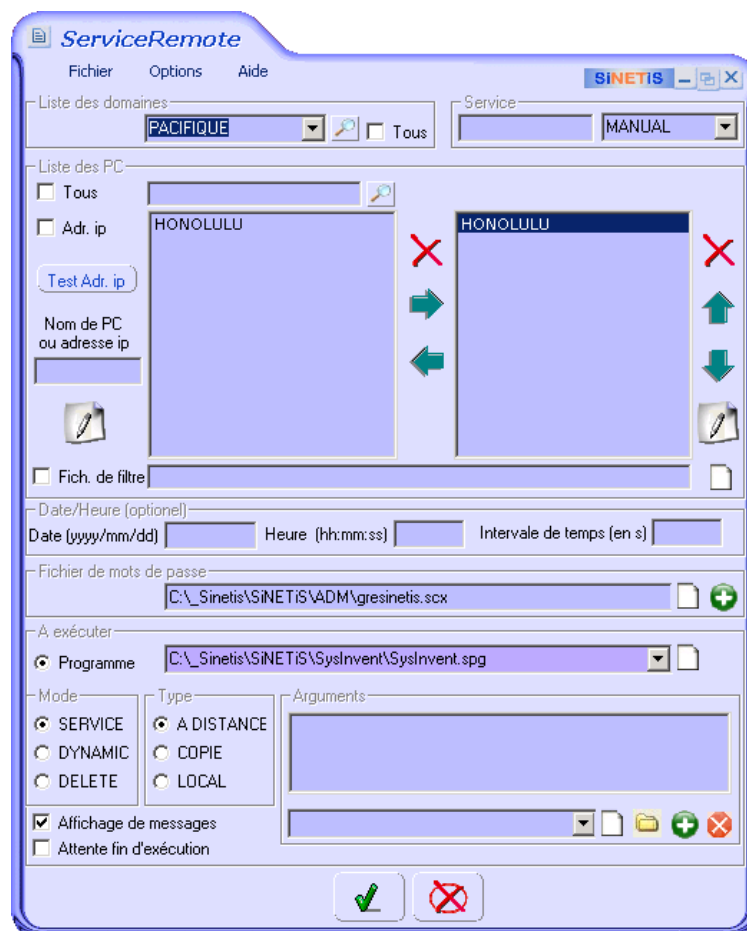 ServiceRemote
Fichier Options Aide
SiNETiS
Liste des domaines
PACIFIQUE
Tous
Service
MANUAL
Liste des PC
Tous
Adr. ip
HONOLULU
HONOLULU
Test Adr. ip
Nom de PC
ou adresse ip
Fich. de filtre
Date/Heure (optionel)
Date (yyyy/mm/dd)
Heure (hh:mm:ss)
Intervale de temps (en s)
Fichier de mots de passe
C:\_Sinetis\SiNETiS\ADM\gresinetis.scx
A exécuter
Programme
C:\_Sinetis\SiNETiS\SysInvent\SysInvent.spg
Mode
SERVICE
DYNAMIC
DELETE
Type
A DISTANCE
COPIE
LOCAL
Arguments
Affichage de messages
Attente fin d'exécution